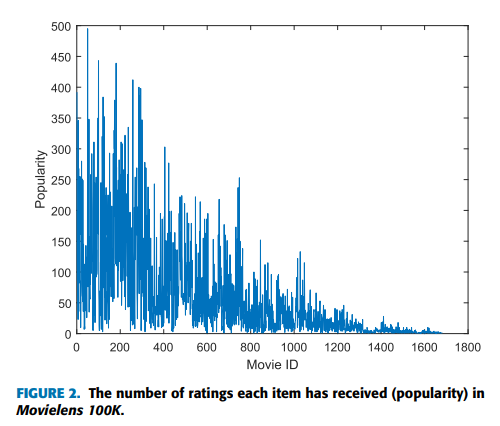 500
450
400
350
300
250
200
150
100
50
0
Popularity
0 200 400 600 800 1000 1200 1400 1600 1800
Movie ID
FIGURE 2. The number of ratings each item has received (popularity) in
Movielens 100K.